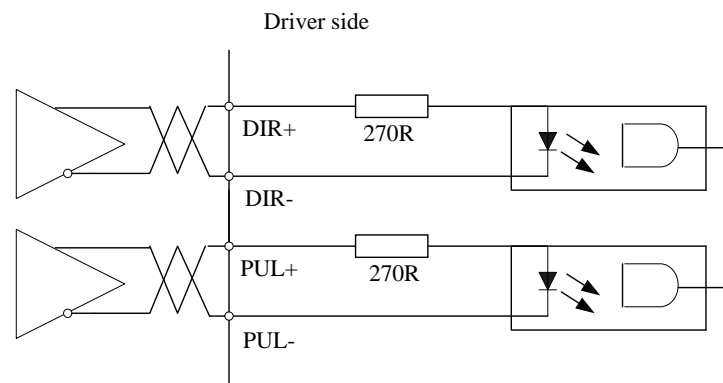 Driver side
DIR+
270R
DIR-
PUL+
270R
PUL-